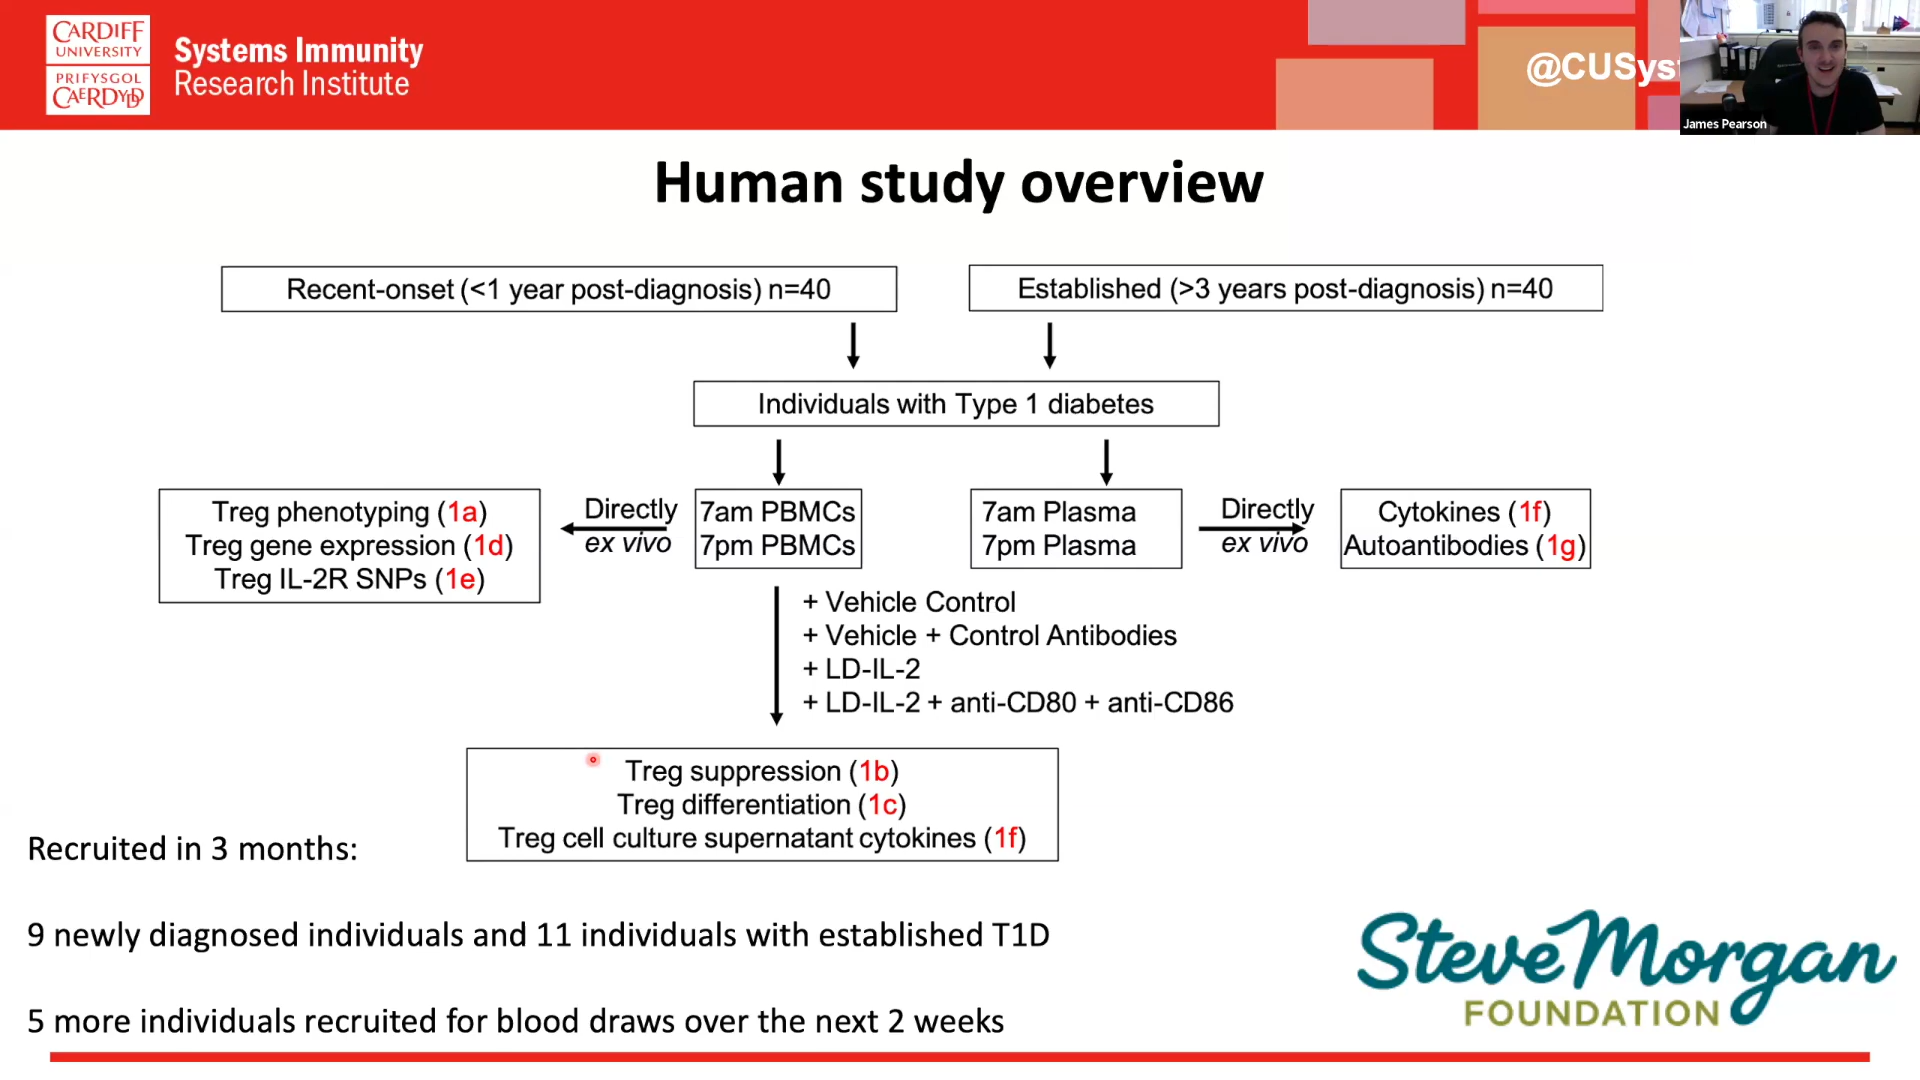 CARDIFF
UNIVERSITY
PRIFYSGOL
CAERDYDD
Systems Immunity
Research Institute
James Pearson
Human study overview
Recent-onset (<1 year post-diagnosis) n=40
Established (>3 years post-diagnosis) n=40
Individuals with Type 1 diabetes
Treg phenotyping (1a)
Treg gene expression (1d)
Treg IL-2R SNPs (1e)
Directly
ex vivo
7am PBMCs
7pm PBMCs
7am Plasma
7pm Plasma
Directly
ex vivo
Cytokines (1f)
Autoantibodies (1g)
+ Vehicle Control
+ Vehicle + Control Antibodies
+ LD-IL-2
+ LD-IL-2 + anti-CD80 + anti-CD86
Treg suppression (1b)
Treg differentiation (1c)
Treg cell culture supernatant cytokines (1f)
Recruited in 3 months:
9 newly diagnosed individuals and 11 individuals with established T1D
5 more individuals recruited for blood draws over the next 2 weeks
Steve Morgan
FOUNDATION